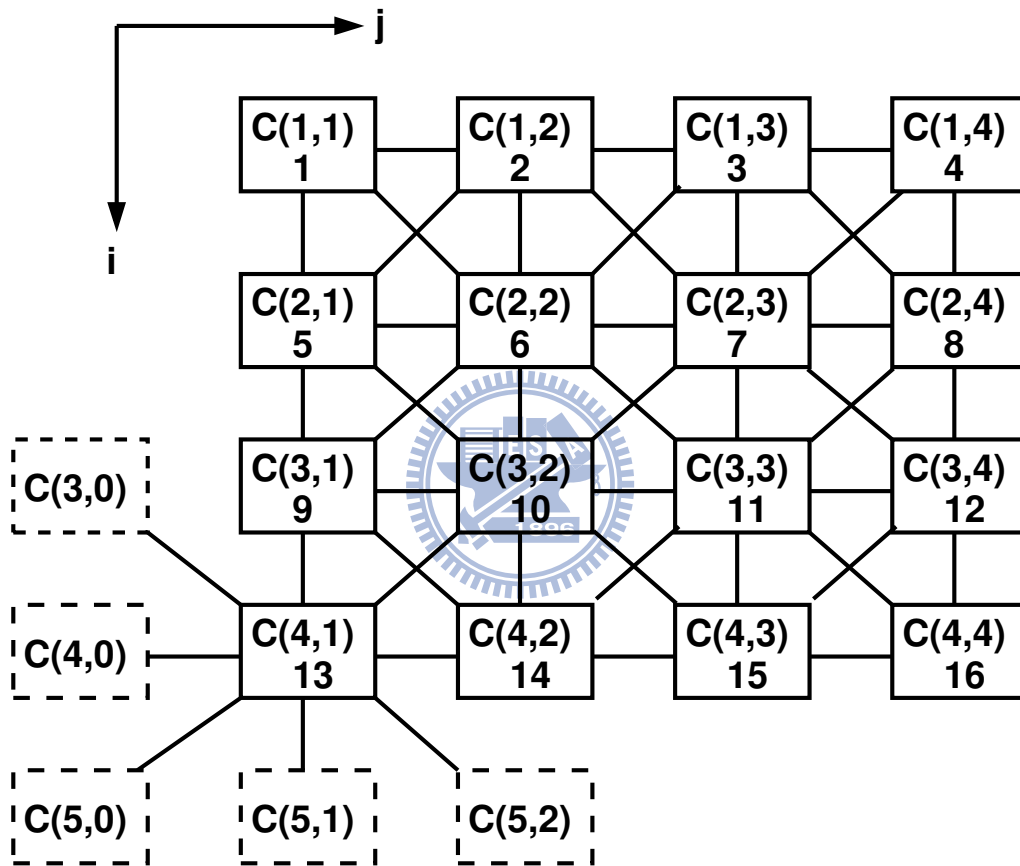 j
i
C(1,1)
1
C(1,2)
2
C(1,3)
3
C(1,4)
4
C(2,1)
5
C(2,2)
6
C(2,3)
7
C(2,4)
8
C(3,0)
C(3,1)
9
C(3,2)
10
C(3,3)
11
C(3,4)
12
C(4,0)
C(4,1)
13
C(4,2)
14
C(4,3)
15
C(4,4)
16
C(5,0)
C(5,1)
C(5,2)
ESA
1896